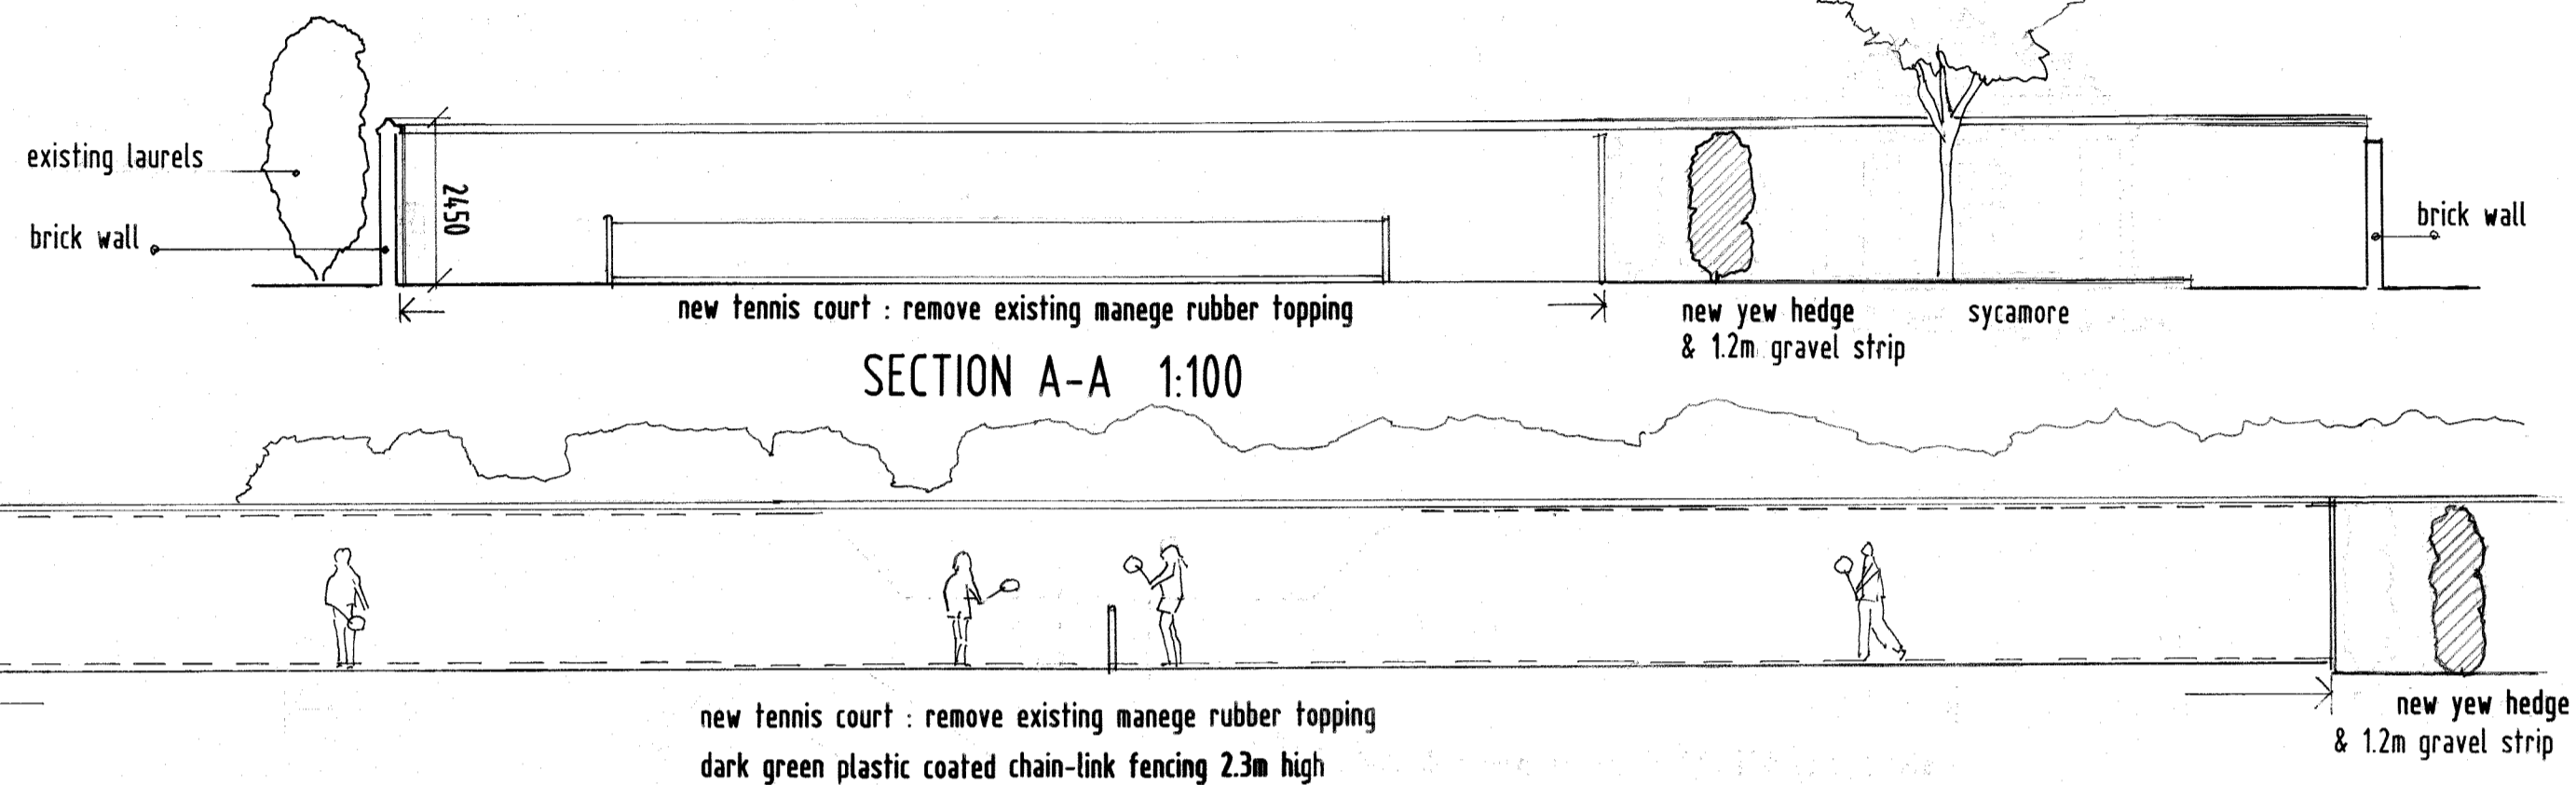 existing laurels
brick wall
2450
brick wall
new tennis court : remove existing manege rubber topping
new yew hedge
& 1.2m gravel strip
sycamore
SECTION A-A 1:100
new tennis court : remove existing manege rubber topping
dark green plastic coated chain-link fencing 2.3m high
new yew hedge
& 1.2m gravel strip